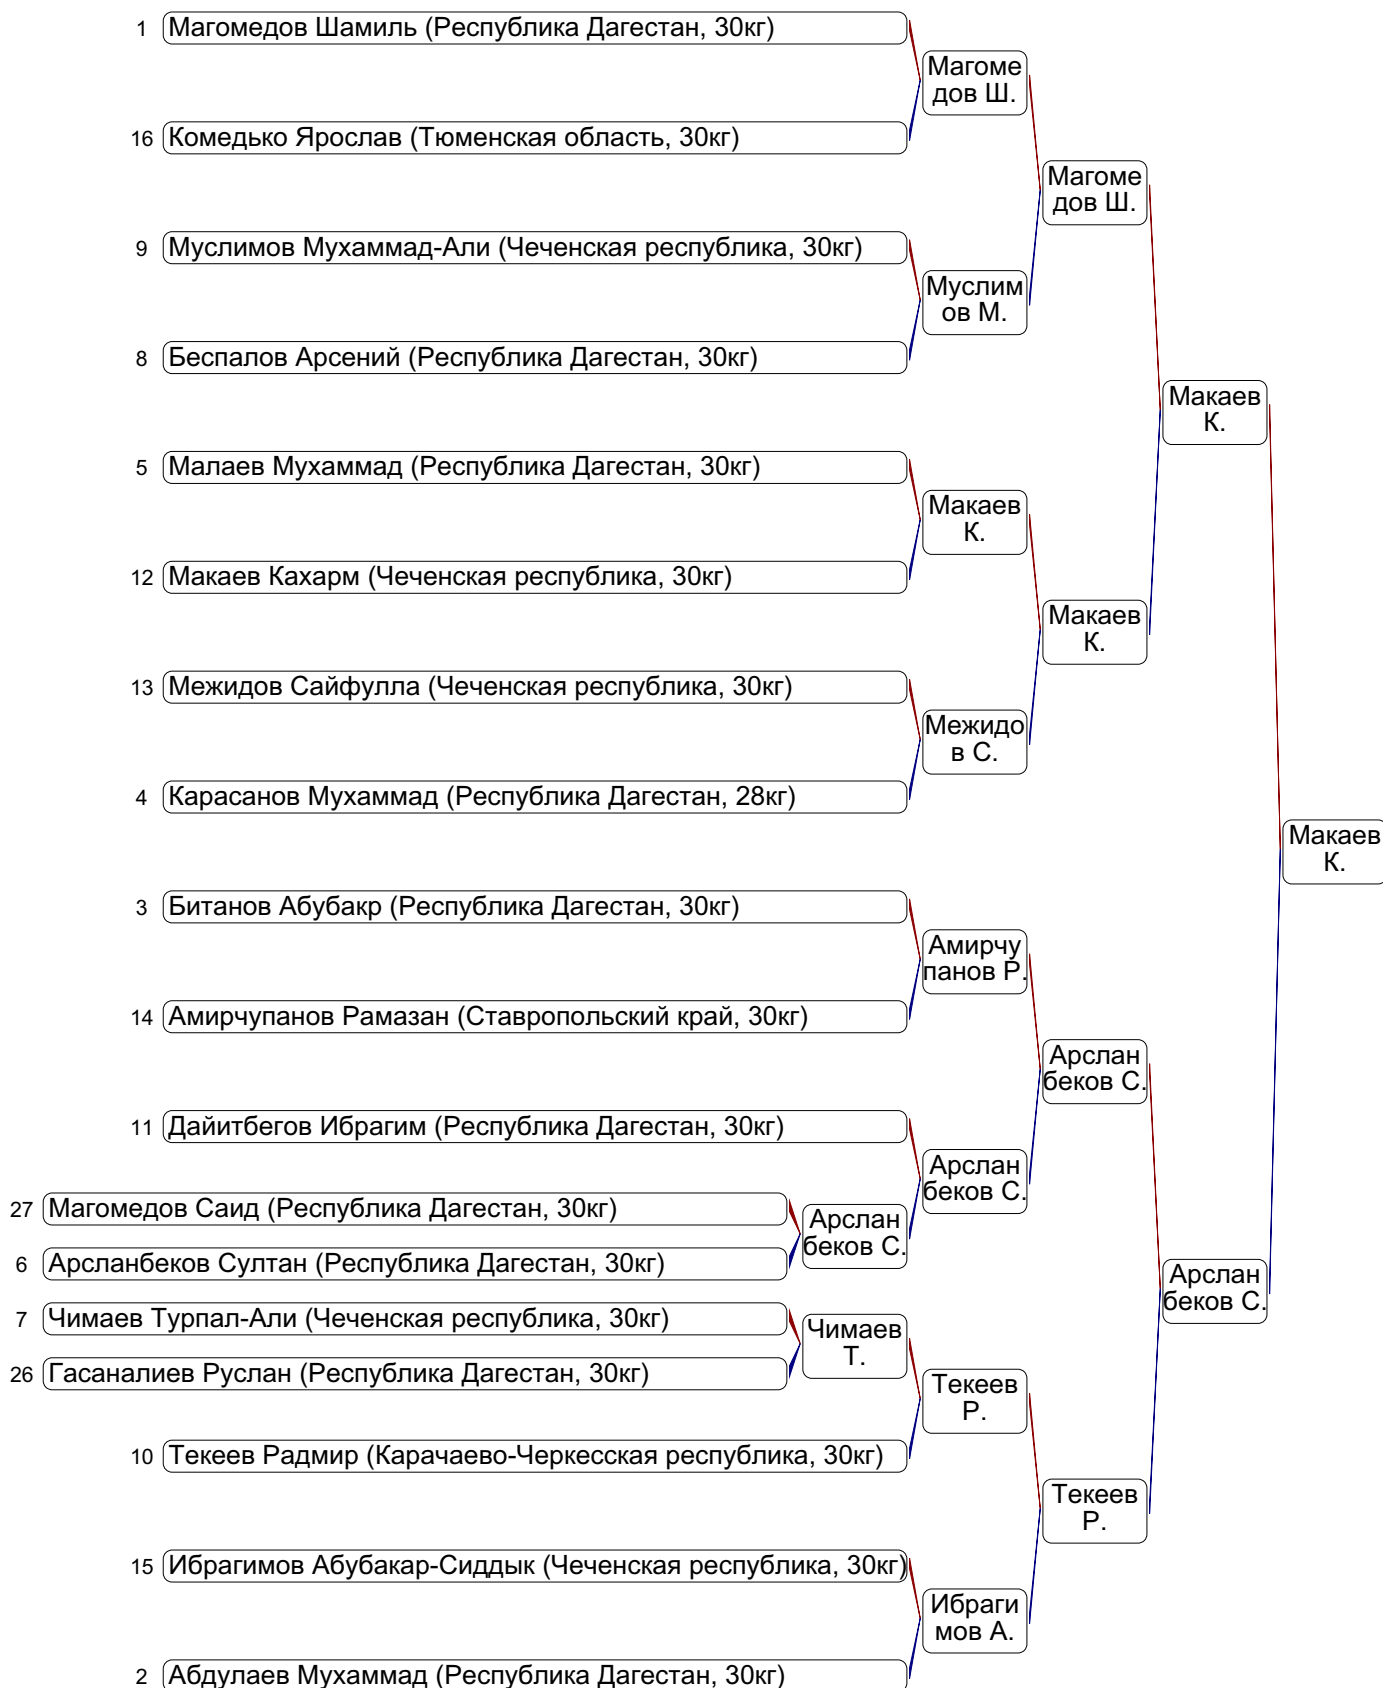 1 Магомедов Шамиль (Республика Дагестан, 30кг)
Магоме
дов Ш.
16 Комедько Ярослав (Тюменская область, 30кг)
Магоме
дов Ш.
9 Муслимов Мухаммад-Али (Чеченская республика, 30кг)
Муслим
ов М.
8 Беспалов Арсений (Республика Дагестан, 30кг)
Макаев
К.
5 Малаев Мухаммад (Республика Дагестан, 30кг)
Макаев
К.
12 Макаев Кахарм (Чеченская республика, 30кг)
Макаев
К.
13 Межидов Сайфулла (Чеченская республика, 30кг)
Межидо
в С.
4 Карасанов Мухаммад (Республика Дагестан, 28кг)
Макаев
К.
3 Битанов Абубакр (Республика Дагестан, 30кг)
Амирчу
панов Р.
14 Амирчупанов Рамазан (Ставропольский край, 30кг)
Арслан
беков С.
11 Дайитбегов Ибрагим (Республика Дагестан, 30кг)
Арслан
беков С.
27 Магомедов Саид (Республика Дагестан, 30кг)
Арслан
беков С.
6 Арсланбеков Султан (Республика Дагестан, 30кг)
Арслан
беков С.
7 Чимаев Турпал-Али (Чеченская республика, 30кг)
Чимаев
Т.
26 Гасаналиев Руслан (Республика Дагестан, 30кг)
Текеев
Р.
10 Текеев Радмир (Карачаево-Черкесская республика, 30кг)
Текеев
Р.
15 Ибрагимов Абубакар-Сиддык (Чеченская республика, 30кг)
Ибраги
мов А.
2 Абдулаев Мухаммад (Республика Дагестан, 30кг)